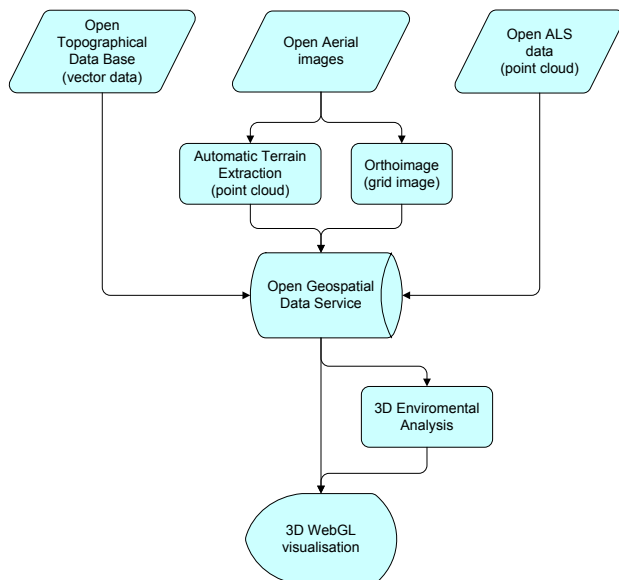 Open
Topographical
Data Base
(vector data)
Open Aerial
images
Open ALS
data
(point cloud)
Automatic Terrain
Extraction
(point cloud)
Orthoimage
(grid image)
Open Geospatial
Data Service
3D Enviromental
Analysis
3D WebGL
visualisation